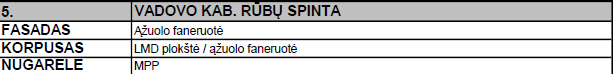 5. VADOVO KAB. RŪBŲ SPINTA
FASADAS Ąžuolo faneruotė
KORPUSAS LMD plokštė / ąžuolo faneruotė
NUGARELĖ MPP